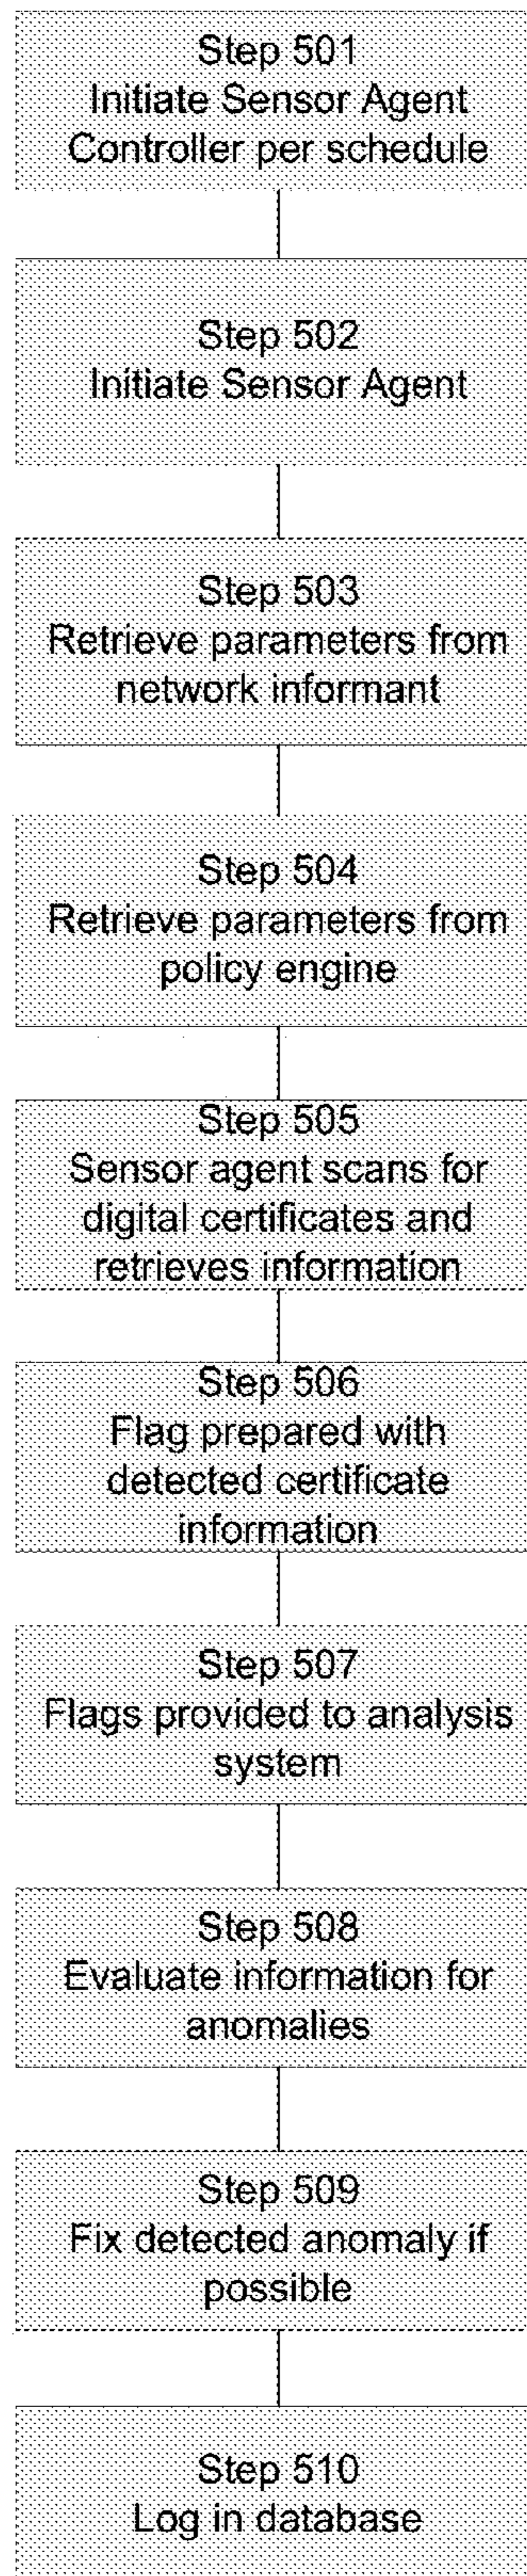 Step 501
Initiate Sensor Agent
Controller per schedule
Step 502
Initiate Sensor Agent
Step 503
Retrieve parameters from
network informant
Step 504
Retrieve parameters from
policy engine
Step 505
Sensor agent scans for
digital certificates and
retrieves information
Step 506
Flag prepared with
detected certificate
information
Step 507
Flags provided to analysis
system
Step 508
Evaluate information for
anomalies
Step 509
Fix detected anomaly if
possible
Step 510
Log in database